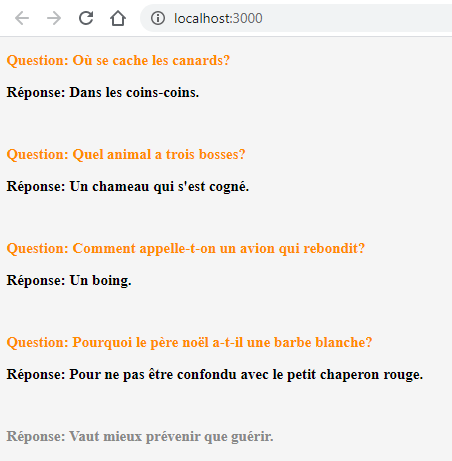 localhost:3000
Question: Où se cache les canards?
Réponse: Dans les coins-coins.
Question: Quel animal a trois bosses?
Réponse: Un chameau qui s'est cogné.
Question: Comment appelle-t-on un avion qui rebondit?
Réponse: Un boing.
Question: Pourquoi le père noël a-t-il une barbe blanche?
Réponse: Pour ne pas être confondu avec le petit chaperon rouge.
Réponse: Vaut mieux prévenir que guérir.